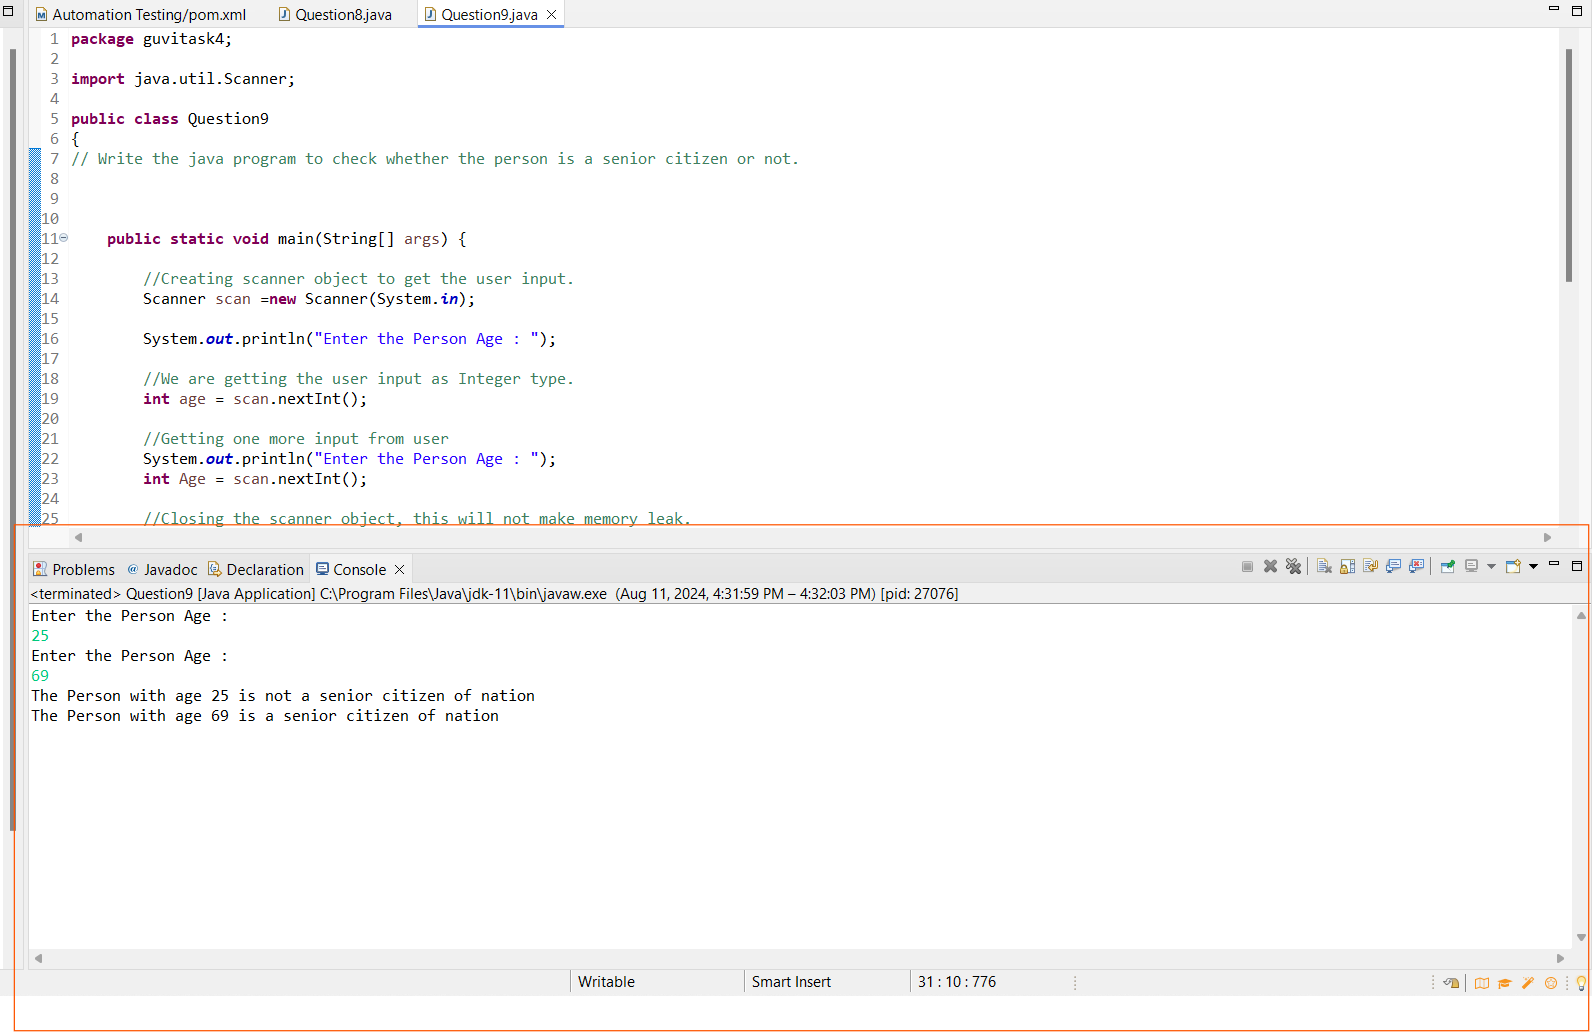 Automation Testing/pom.xml Question8.java Question9.java
1 package guvitask4;
2
3 import java.util.Scanner;
4
5 public class Question9
6 {
7 // Write the java program to check whether the person is a senior citizen or not.
8
9
10
11 public static void main(String[] args) {
12
13 //Creating scanner object to get the user input.
14 Scanner scan =new Scanner(System.in);
15
16 System.out.println("Enter the Person Age : ");
17
18 //We are getting the user input as Integer type.
19 int age = scan.nextInt();
20
21 //Getting one more input from user
22 System.out.println("Enter the Person Age : ");
23 int Age = scan.nextInt();
24
25 //Closing the scanner object, this will not make memory leak.
Problems @ Javadoc Declaration Console
<terminated> Question9 [Java Application] C:\Program Files\Java\jdk-11\bin\javaw.exe (Aug 11, 2024, 4:31:59 PM – 4:32:03 PM) [pid: 27076]
Enter the Person Age :
25
Enter the Person Age :
69
The Person with age 25 is not a senior citizen of nation
The Person with age 69 is a senior citizen of nation
Writable Smart Insert 31 : 10 : 776